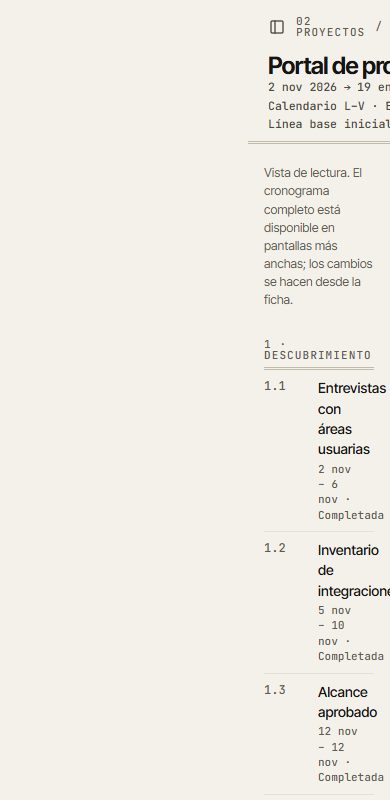 02
PROYECTOS /
Portal de pro
2 nov 2026 → 19 en
Calendario L–V · E
Línea base inicial
Vista de lectura. El
cronograma
completo está
disponible en
pantallas más
anchas; los cambios
se hacen desde la
ficha.
1 ·
DESCUBRIMIENTO
1.1 Entrevistas
con
áreas
usuarias
2 nov
– 6
nov ·
Completada
1.2 Inventario
de
integracione
5 nov
– 10
nov ·
Completada
1.3 Alcance
aprobado
12 nov
– 12
nov ·
Completada